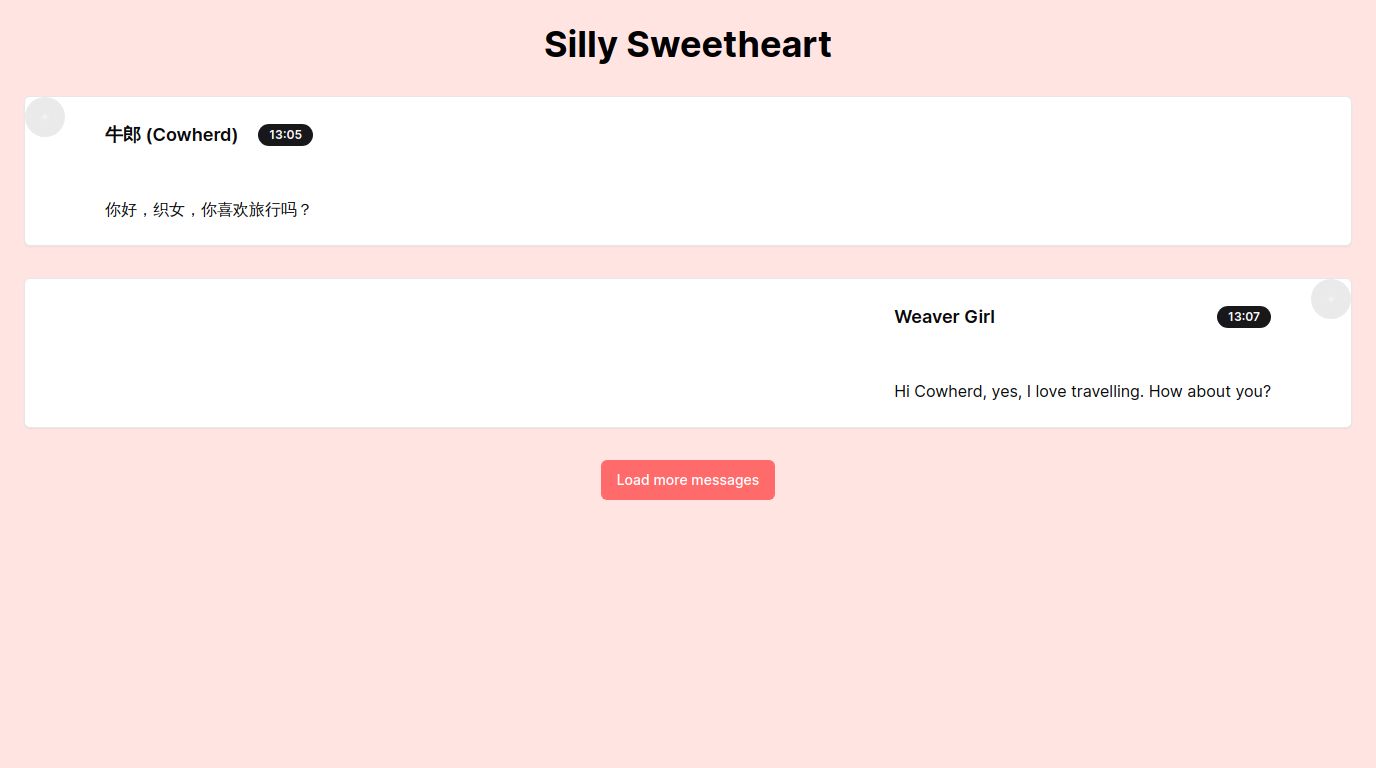 Silly Sweetheart
牛郎 (Cowherd) 13:05
你好，织女，你喜欢旅行吗？
Weaver Girl 13:07
Hi Cowherd, yes, I love travelling. How about you?
Load more messages